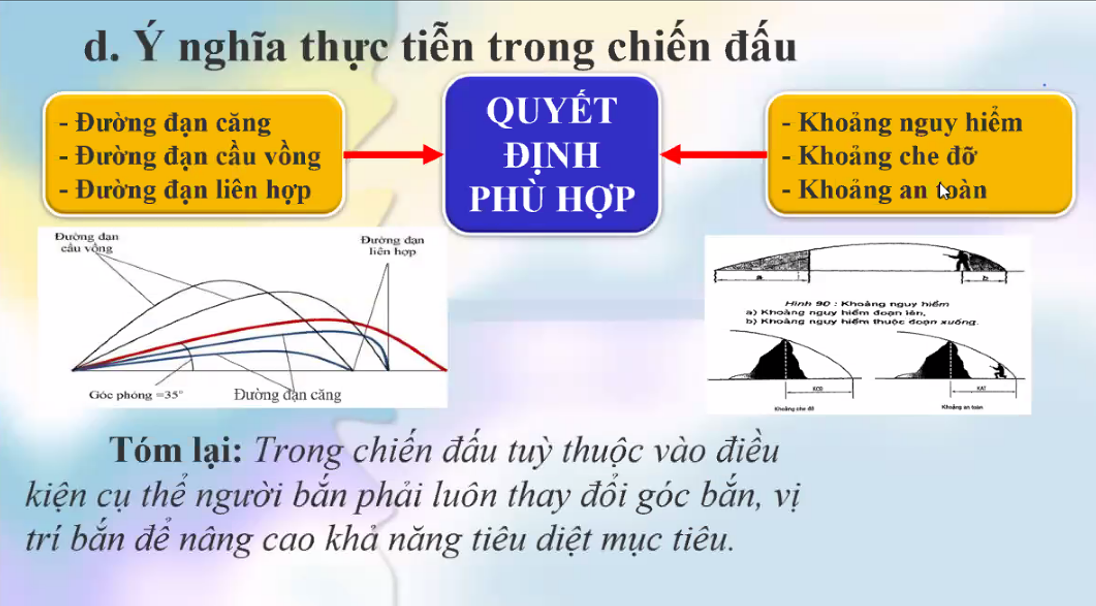 d. Ý nghĩa thực tiễn trong chiến đấu
- Đường đạn căng
- Đường đạn cầu vồng
- Đường đạn liên hợp
QUYẾT
ĐỊNH
PHÙ HỢP
- Khoảng nguy hiểm
- Khoảng che đỡ
- Khoảng an toàn
Đường đạn
cầu vồng
Đường đạn
liên hợp
Góc phóng =35°
Đường đạn căng
a
b
Hình 90 : Khoảng nguy hiểm
a) Khoảng nguy hiểm đoạn lên,
b) Khoảng nguy hiểm thuộc đoạn xuống.
KCĐ
Khoảng che đỡ
KAT
Khoảng an toàn
Tóm lại: Trong chiến đấu tuỳ thuộc vào điều
kiện cụ thể người bắn phải luôn thay đổi góc bắn, vị
trí bắn để nâng cao khả năng tiêu diệt mục tiêu.